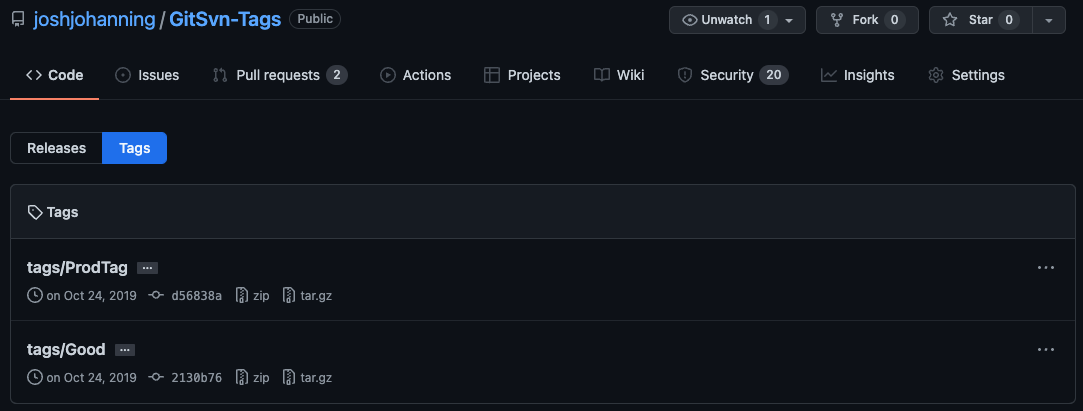 joshjohanning / GitSvn-Tags Public Unwatch 1 Fork 0 Star 0
Code Issues Pull requests 2 Actions Projects Wiki Security 20 Insights Settings
Releases Tags
Tags
tags/ProdTag ...
on Oct 24, 2019 d56838a zip tar.gz
tags/Good ...
on Oct 24, 2019 2130b76 zip tar.gz